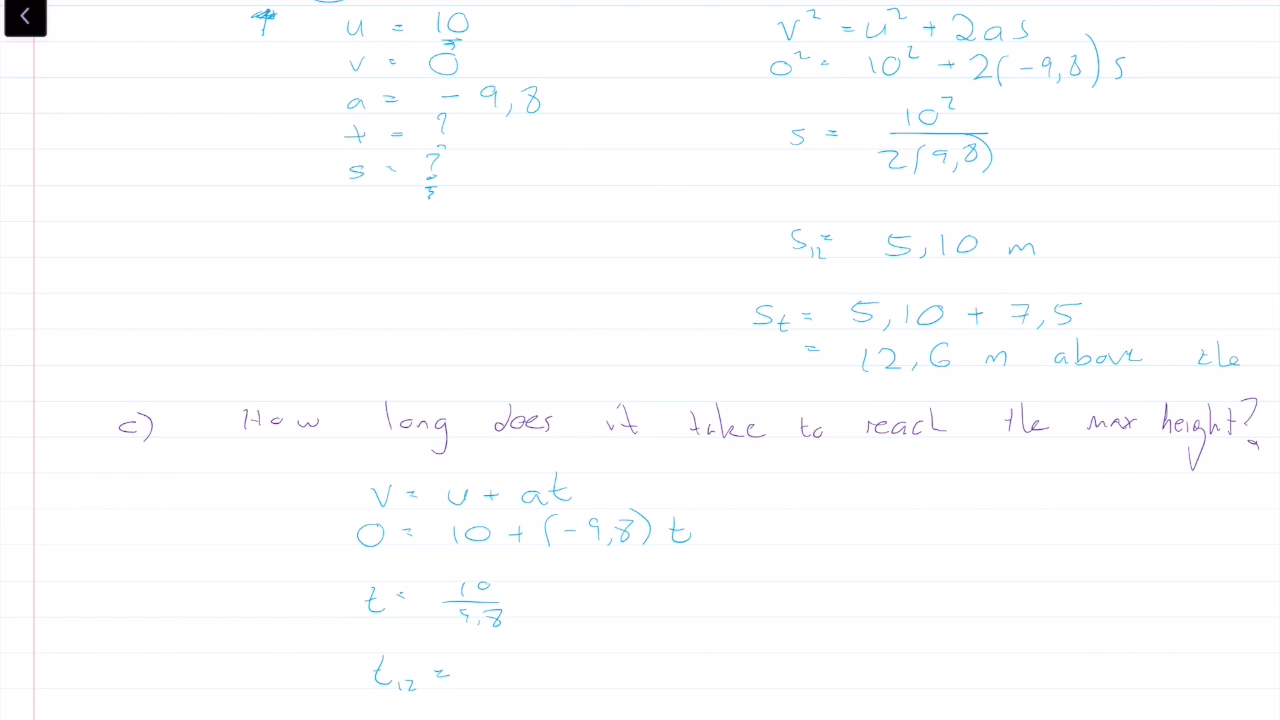 u = 10
v = 0
a = - 9,8
t = ?
s = ?
v² = u² + 2as
0² = 10² + 2(-9,8) s
s = 10² / 2(9,8)
S₁₂ = 5,10 m
Sₜ = 5,10 + 7,5
= 12,6 m above the
c) How long does it take to reach the max height?
v = u + at
0 = 10 + (-9,8) t
t = 10 / 9,8
t₁₂ =